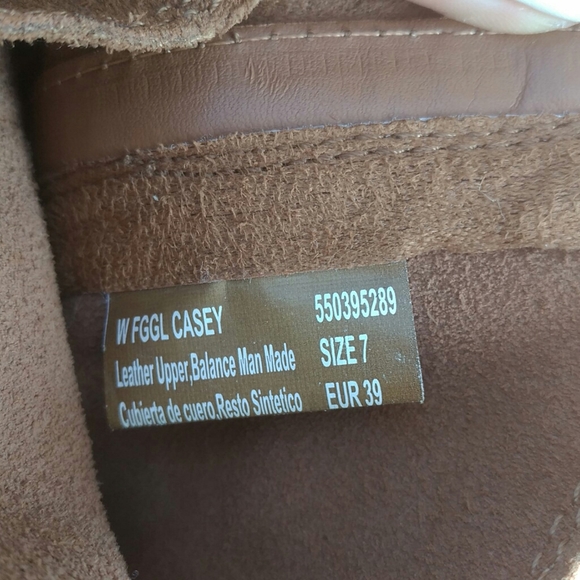 W FGGL CASEY 550395289
Leather Upper,Balance Man Made SIZE 7
Cubierta de cuero,Resto Sintetico EUR 39